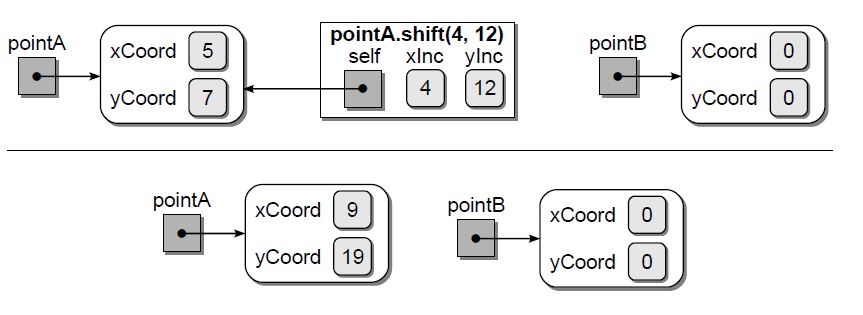 pointA
xCoord 5
yCoord 7
pointA.shift(4, 12)
self xInc yInc
4 12
pointB
xCoord 0
yCoord 0
pointA
xCoord 9
yCoord 19
pointB
xCoord 0
yCoord 0